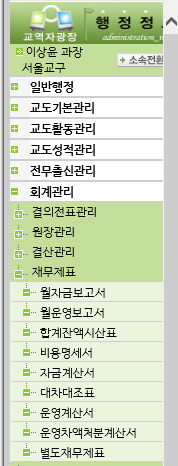 교역자광장
행정정
administratum_
이상윤 과장
소속전환
서울교구
일반행정
교도기본관리
교도활동관리
교도성적관리
전무출신관리
회계관리
결의전표관리
원장관리
결산관리
재무제표
월자금보고서
월운영보고서
합계잔액시산표
비용명세서
자금계산서
대차대조표
운영계산서
운영차액처분계산서
별도재무제표